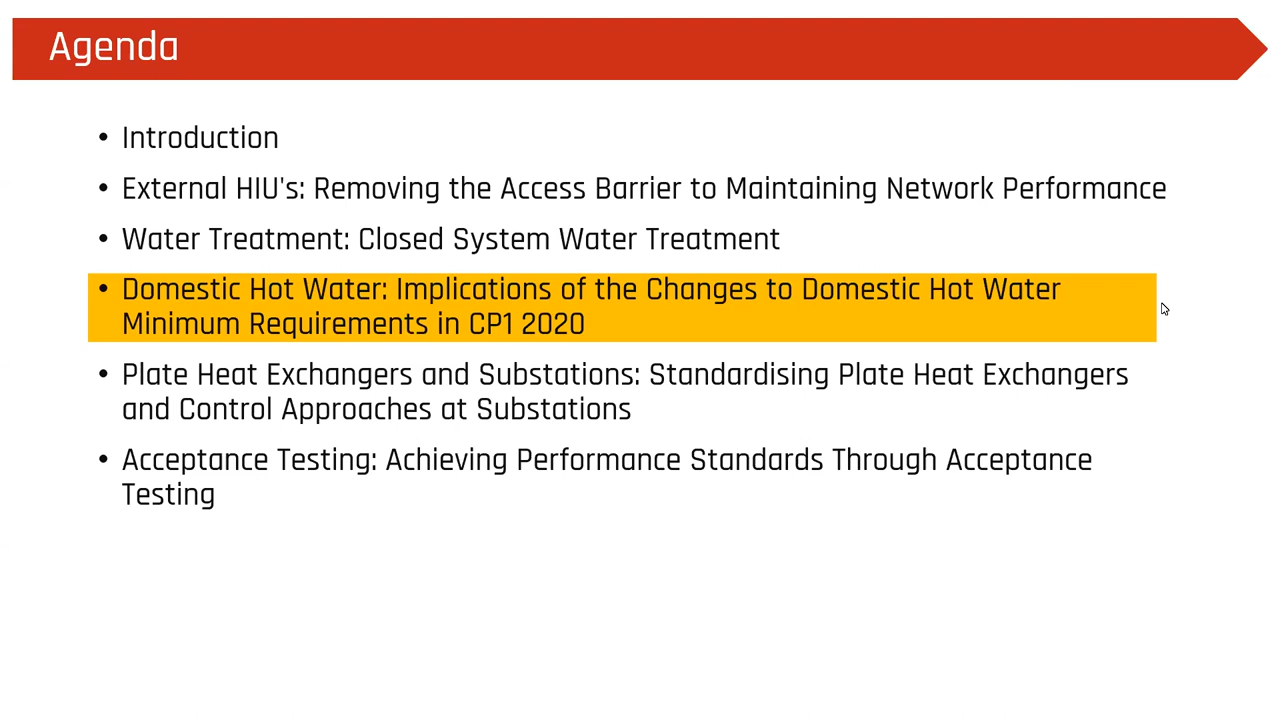 Agenda
• Introduction
• External HIU's: Removing the Access Barrier to Maintaining Network Performance
• Water Treatment: Closed System Water Treatment
• Domestic Hot Water: Implications of the Changes to Domestic Hot Water
Minimum Requirements in CP1 2020
• Plate Heat Exchangers and Substations: Standardising Plate Heat Exchangers
and Control Approaches at Substations
• Acceptance Testing: Achieving Performance Standards Through Acceptance
Testing